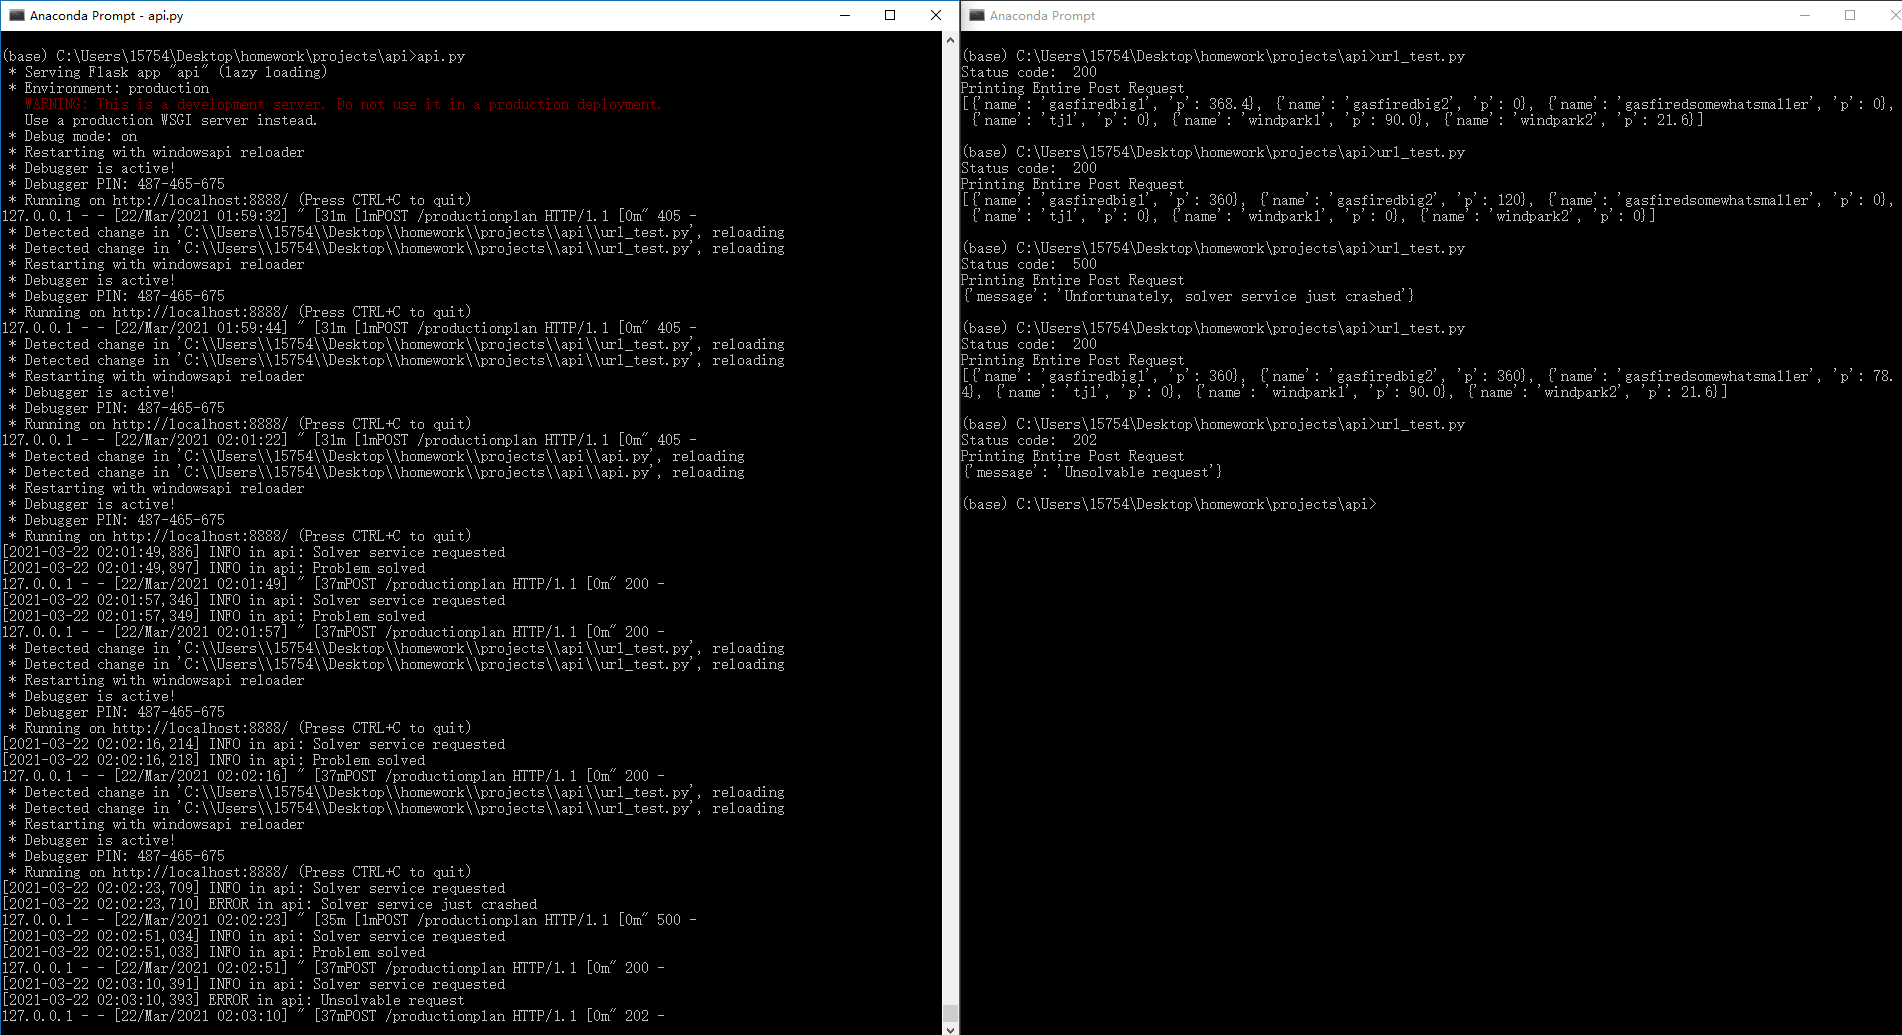 Anaconda Prompt - api.py
(base) C:\Users\15754\Desktop\homework\projects\api>api.py
 * Serving Flask app "api" (lazy loading)
 * Environment: production
   WARNING: This is a development server. Do not use it in a production deployment.
   Use a production WSGI server instead.
 * Debug mode: on
 * Restarting with windowsapi reloader
 * Debugger is active!
 * Debugger PIN: 487-465-675
 * Running on http://localhost:8888/ (Press CTRL+C to quit)
127.0.0.1 - - [22/Mar/2021 01:59:32] " [31m [1mPOST /productionplan HTTP/1.1 [0m" 405 -
 * Detected change in 'C:\\Users\\15754\\Desktop\\homework\\projects\\api\\url_test.py', reloading
 * Detected change in 'C:\\Users\\15754\\Desktop\\homework\\projects\\api\\url_test.py', reloading
 * Restarting with windowsapi reloader
 * Debugger is active!
 * Debugger PIN: 487-465-675
 * Running on http://localhost:8888/ (Press CTRL+C to quit)
127.0.0.1 - - [22/Mar/2021 01:59:44] " [31m [1mPOST /productionplan HTTP/1.1 [0m" 405 -
 * Detected change in 'C:\\Users\\15754\\Desktop\\homework\\projects\\api\\url_test.py', reloading
 * Detected change in 'C:\\Users\\15754\\Desktop\\homework\\projects\\api\\url_test.py', reloading
 * Restarting with windowsapi reloader
 * Debugger is active!
 * Debugger PIN: 487-465-675
 * Running on http://localhost:8888/ (Press CTRL+C to quit)
127.0.0.1 - - [22/Mar/2021 02:01:22] " [31m [1mPOST /productionplan HTTP/1.1 [0m" 405 -
 * Detected change in 'C:\\Users\\15754\\Desktop\\homework\\projects\\api\\api.py', reloading
 * Detected change in 'C:\\Users\\15754\\Desktop\\homework\\projects\\api\\api.py', reloading
 * Restarting with windowsapi reloader
 * Debugger is active!
 * Debugger PIN: 487-465-675
 * Running on http://localhost:8888/ (Press CTRL+C to quit)
[2021-03-22 02:01:49,886] INFO in api: Solver service requested
[2021-03-22 02:01:49,897] INFO in api: Problem solved
127.0.0.1 - - [22/Mar/2021 02:01:49] " [37mPOST /productionplan HTTP/1.1 [0m" 200 -
[2021-03-22 02:01:57,346] INFO in api: Solver service requested
[2021-03-22 02:01:57,349] INFO in api: Problem solved
127.0.0.1 - - [22/Mar/2021 02:01:57] " [37mPOST /productionplan HTTP/1.1 [0m" 200 -
 * Detected change in 'C:\\Users\\15754\\Desktop\\homework\\projects\\api\\url_test.py', reloading
 * Detected change in 'C:\\Users\\15754\\Desktop\\homework\\projects\\api\\url_test.py', reloading
 * Restarting with windowsapi reloader
 * Debugger is active!
 * Debugger PIN: 487-465-675
 * Running on http://localhost:8888/ (Press CTRL+C to quit)
[2021-03-22 02:02:16,214] INFO in api: Solver service requested
[2021-03-22 02:02:16,218] INFO in api: Problem solved
127.0.0.1 - - [22/Mar/2021 02:02:16] " [37mPOST /productionplan HTTP/1.1 [0m" 200 -
 * Detected change in 'C:\\Users\\15754\\Desktop\\homework\\projects\\api\\url_test.py', reloading
 * Detected change in 'C:\\Users\\15754\\Desktop\\homework\\projects\\api\\url_test.py', reloading
 * Restarting with windowsapi reloader
 * Debugger is active!
 * Debugger PIN: 487-465-675
 * Running on http://localhost:8888/ (Press CTRL+C to quit)
[2021-03-22 02:02:23,709] INFO in api: Solver service requested
[2021-03-22 02:02:23,710] ERROR in api: Solver service just crashed
127.0.0.1 - - [22/Mar/2021 02:02:23] " [35m [1mPOST /productionplan HTTP/1.1 [0m" 500 -
[2021-03-22 02:02:51,034] INFO in api: Solver service requested
[2021-03-22 02:02:51,038] INFO in api: Problem solved
127.0.0.1 - - [22/Mar/2021 02:02:51] " [37mPOST /productionplan HTTP/1.1 [0m" 200 -
[2021-03-22 02:03:10,391] INFO in api: Solver service requested
[2021-03-22 02:03:10,393] ERROR in api: Unsolvable request
127.0.0.1 - - [22/Mar/2021 02:03:10] " [37mPOST /productionplan HTTP/1.1 [0m" 202 -
Anaconda Prompt
(base) C:\Users\15754\Desktop\homework\projects\api>url_test.py
Status code:  200
Printing Entire Post Request
[{'name': 'gasfiredbig1', 'p': 368.4}, {'name': 'gasfiredbig2', 'p': 0}, {'name': 'gasfiredsomewhatsmaller', 'p': 0},
 {'name': 'tj1', 'p': 0}, {'name': 'windpark1', 'p': 90.0}, {'name': 'windpark2', 'p': 21.6}]
(base) C:\Users\15754\Desktop\homework\projects\api>url_test.py
Status code:  200
Printing Entire Post Request
[{'name': 'gasfiredbig1', 'p': 360}, {'name': 'gasfiredbig2', 'p': 120}, {'name': 'gasfiredsomewhatsmaller', 'p': 0},
 {'name': 'tj1', 'p': 0}, {'name': 'windpark1', 'p': 0}, {'name': 'windpark2', 'p': 0}]
(base) C:\Users\15754\Desktop\homework\projects\api>url_test.py
Status code:  500
Printing Entire Post Request
{'message': 'Unfortunately, solver service just crashed'}
(base) C:\Users\15754\Desktop\homework\projects\api>url_test.py
Status code:  200
Printing Entire Post Request
[{'name': 'gasfiredbig1', 'p': 360}, {'name': 'gasfiredbig2', 'p': 360}, {'name': 'gasfiredsomewhatsmaller', 'p': 78.
4}, {'name': 'tj1', 'p': 0}, {'name': 'windpark1', 'p': 90.0}, {'name': 'windpark2', 'p': 21.6}]
(base) C:\Users\15754\Desktop\homework\projects\api>url_test.py
Status code:  202
Printing Entire Post Request
{'message': 'Unsolvable request'}
(base) C:\Users\15754\Desktop\homework\projects\api>